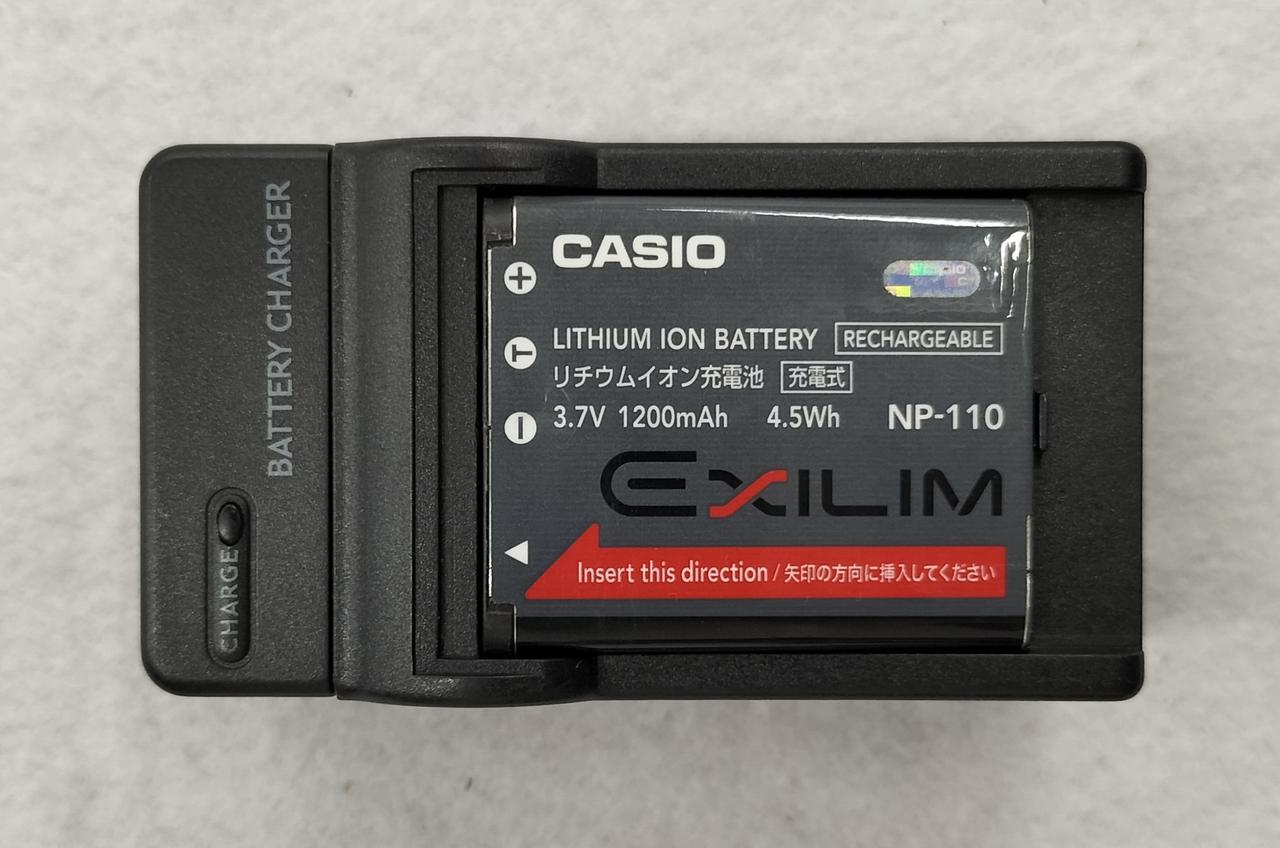 BATTERY CHARGER
CHARGE
CASIO
LITHIUM ION BATTERY RECHARGEABLE
リチウムイオン充電池 充電式
3.7V 1200mAh 4.5Wh NP-110
EXILIM
Insert this direction / 矢印の方向に挿入してください
+
T
−